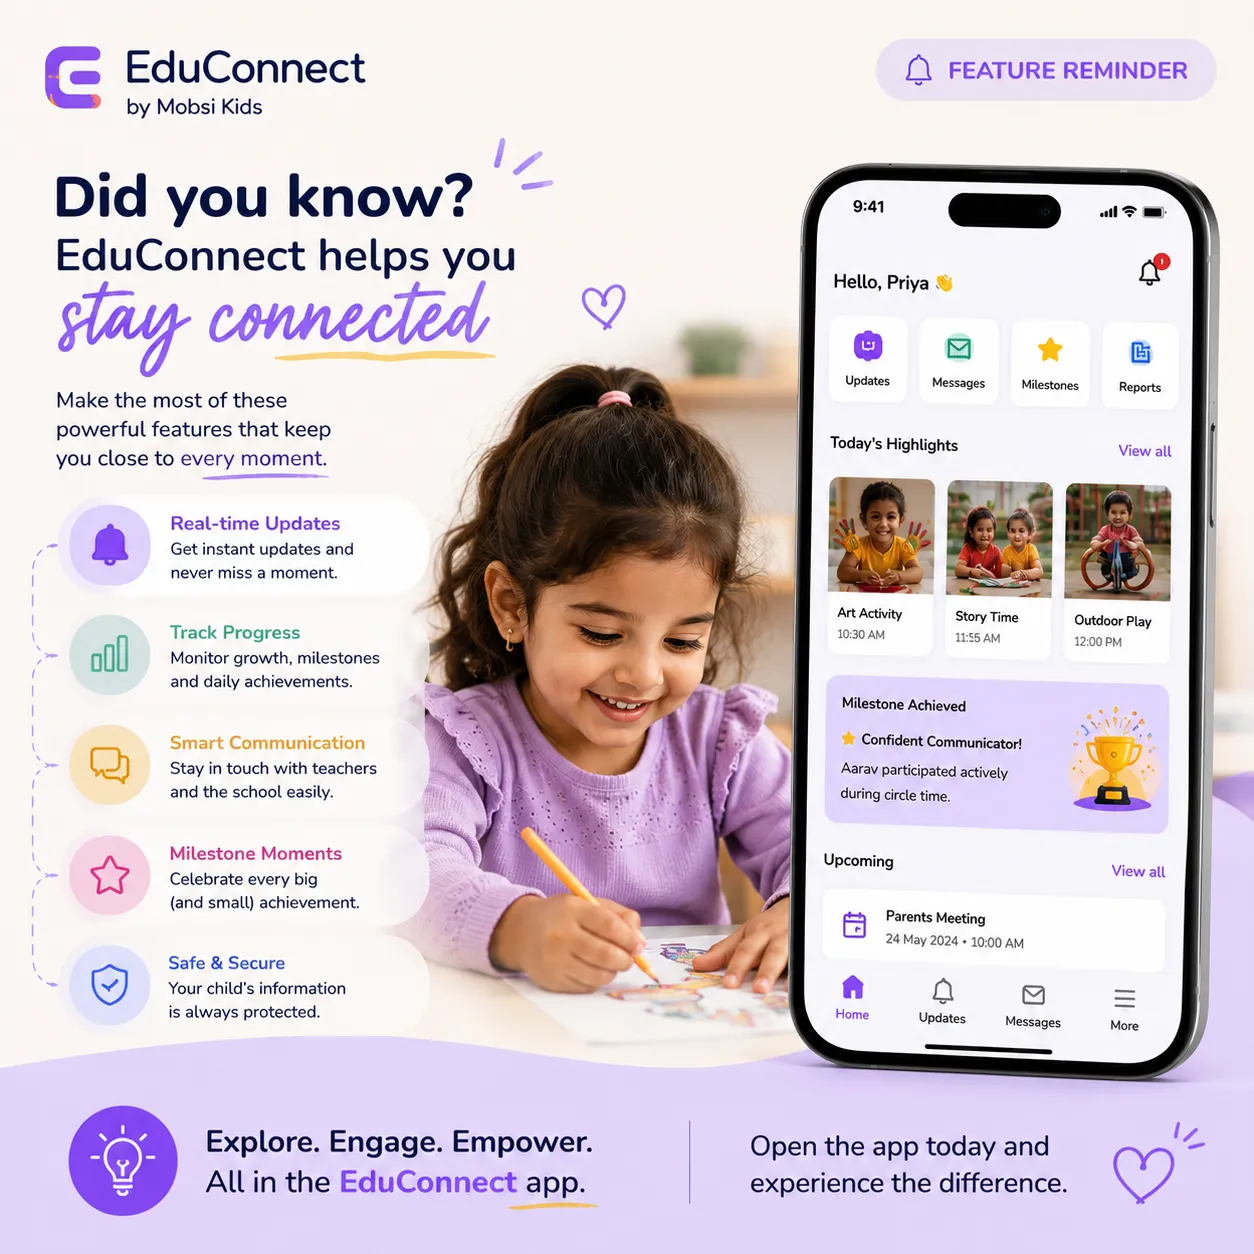 EduConnect
by Mobsi Kids
FEATURE REMINDER
Did you know?
EduConnect helps you
stay connected
Make the most of these
powerful features that keep
you close to every moment.
Real-time Updates
Get instant updates and
never miss a moment.
Track Progress
Monitor growth, milestones
and daily achievements.
Smart Communication
Stay in touch with teachers
and the school easily.
Milestone Moments
Celebrate every big
(and small) achievement.
Safe & Secure
Your child's information
is always protected.
9:41
Hello, Priya 👋
Updates
Messages
Milestones
Reports
Today's Highlights
View all
Art Activity
10:30 AM
Story Time
11:55 AM
Outdoor Play
12:00 PM
Milestone Achieved
Confident Communicator!
Aarav participated actively
during circle time.
Upcoming
View all
Parents Meeting
24 May 2024 • 10:00 AM
Home
Updates
Messages
More
Explore. Engage. Empower.
All in the EduConnect app.
Open the app today and
experience the difference.